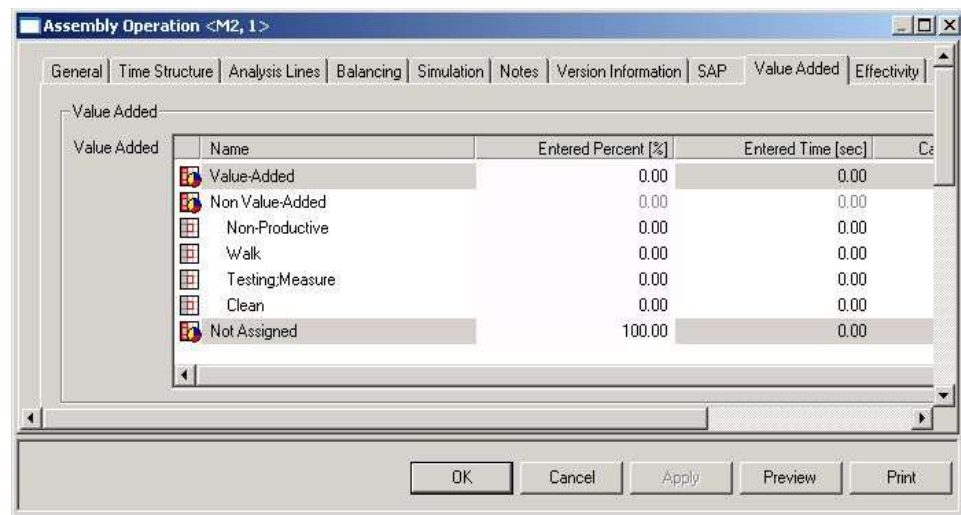 Assembly Operation <M2, 1>
General Time Structure Analysis Lines Balancing Simulation Notes Version Information SAP Value Added Effectivity
Value Added
Value Added Name Entered Percent [%] Entered Time [sec] Ca
Value-Added 0.00 0.00
Non Value-Added 0.00 0.00
Non-Productive 0.00 0.00
Walk 0.00 0.00
Testing;Measure 0.00 0.00
Clean 0.00 0.00
Not Assigned 100.00 0.00
OK Cancel Apply Preview Print